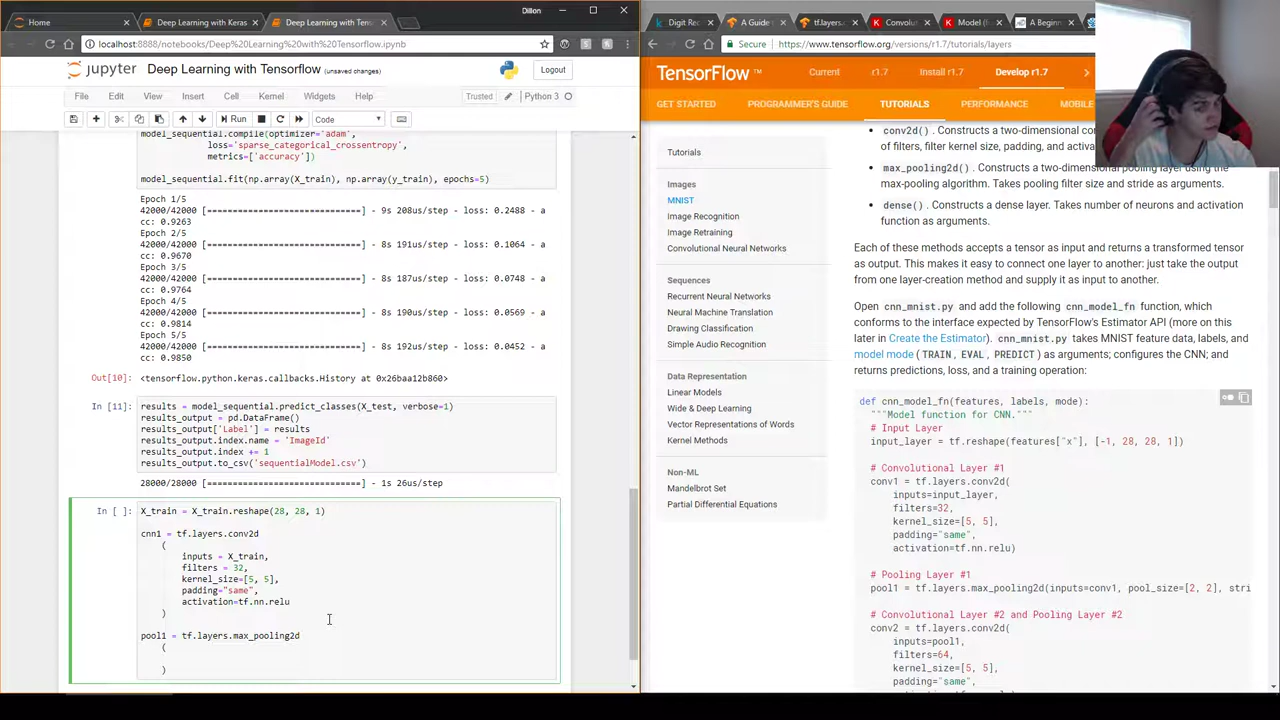 Home
Deep Learning with Keras
Deep Learning with Tens
Dillon
localhost:8888/notebooks/Deep%20Learning%20with%20Tensorflow.ipynb
jupyter Deep Learning with Tensorflow (unsaved changes)
Logout
File Edit View Insert Cell Kernel Widgets Help
Trusted
Python 3
Run
Code
model_sequential.compile(optimizer='adam',
loss='sparse_categorical_crossentropy',
metrics=['accuracy'])
model_sequential.fit(np.array(X_train), np.array(y_train), epochs=5)
Epoch 1/5
42000/42000 [==============================] - 9s 208us/step - loss: 0.2488 - a
cc: 0.9263
Epoch 2/5
42000/42000 [==============================] - 8s 191us/step - loss: 0.1064 - a
cc: 0.9670
Epoch 3/5
42000/42000 [==============================] - 8s 187us/step - loss: 0.0748 - a
cc: 0.9764
Epoch 4/5
42000/42000 [==============================] - 8s 190us/step - loss: 0.0569 - a
cc: 0.9814
Epoch 5/5
42000/42000 [==============================] - 8s 192us/step - loss: 0.0452 - a
cc: 0.9850
Out[10]: <tensorflow.python.keras.callbacks.History at 0x26baa12b860>
In [11]: results = model_sequential.predict_classes(X_test, verbose=1)
results_output = pd.DataFrame()
results_output['Label'] = results
results_output.index.name = 'ImageId'
results_output.index += 1
results_output.to_csv('sequentialModel.csv')
28000/28000 [==============================] - 1s 26us/step
In [ ]: X_train = X_train.reshape(28, 28, 1)
cnn1 = tf.layers.conv2d
(
inputs = X_train,
filters = 32,
kernel_size=[5, 5],
padding="same",
activation=tf.nn.relu
)
pool1 = tf.layers.max_pooling2d
(
)
Digit Rec
A Guide
tf.layers.
Convolut
Model (f
A Beginn
Secure https://www.tensorflow.org/versions/r1.7/tutorials/layers
TensorFlow™
Current r1.7 Install r1.7 Develop r1.7
GET STARTED PROGRAMMER'S GUIDE TUTORIALS PERFORMANCE MOBILE
Tutorials
Images
MNIST
Image Recognition
Image Retraining
Convolutional Neural Networks
Sequences
Recurrent Neural Networks
Neural Machine Translation
Drawing Classification
Simple Audio Recognition
Data Representation
Linear Models
Wide & Deep Learning
Vector Representations of Words
Kernel Methods
Non-ML
Mandelbrot Set
Partial Differential Equations
conv2d(). Constructs a two-dimensional con
of filters, filter kernel size, padding, and activa
max_pooling2d(). Constructs a two-dimensional pooling layer using the
max-pooling algorithm. Takes pooling filter size and stride as arguments.
dense(). Constructs a dense layer. Takes number of neurons and activation
function as arguments.
Each of these methods accepts a tensor as input and returns a transformed tensor
as output. This makes it easy to connect one layer to another: just take the output
from one layer-creation method and supply it as input to another.
Open cnn_mnist.py and add the following cnn_model_fn function, which
conforms to the interface expected by TensorFlow's Estimator API (more on this
later in Create the Estimator). cnn_mnist.py takes MNIST feature data, labels, and
model mode (TRAIN, EVAL, PREDICT) as arguments; configures the CNN; and
returns predictions, loss, and a training operation:
def cnn_model_fn(features, labels, mode):
"""Model function for CNN."""
# Input Layer
input_layer = tf.reshape(features["x"], [-1, 28, 28, 1])
# Convolutional Layer #1
conv1 = tf.layers.conv2d(
inputs=input_layer,
filters=32,
kernel_size=[5, 5],
padding="same",
activation=tf.nn.relu)
# Pooling Layer #1
pool1 = tf.layers.max_pooling2d(inputs=conv1, pool_size=[2, 2], stri
# Convolutional Layer #2 and Pooling Layer #2
conv2 = tf.layers.conv2d(
inputs=pool1,
filters=64,
kernel_size=[5, 5],
padding="same",